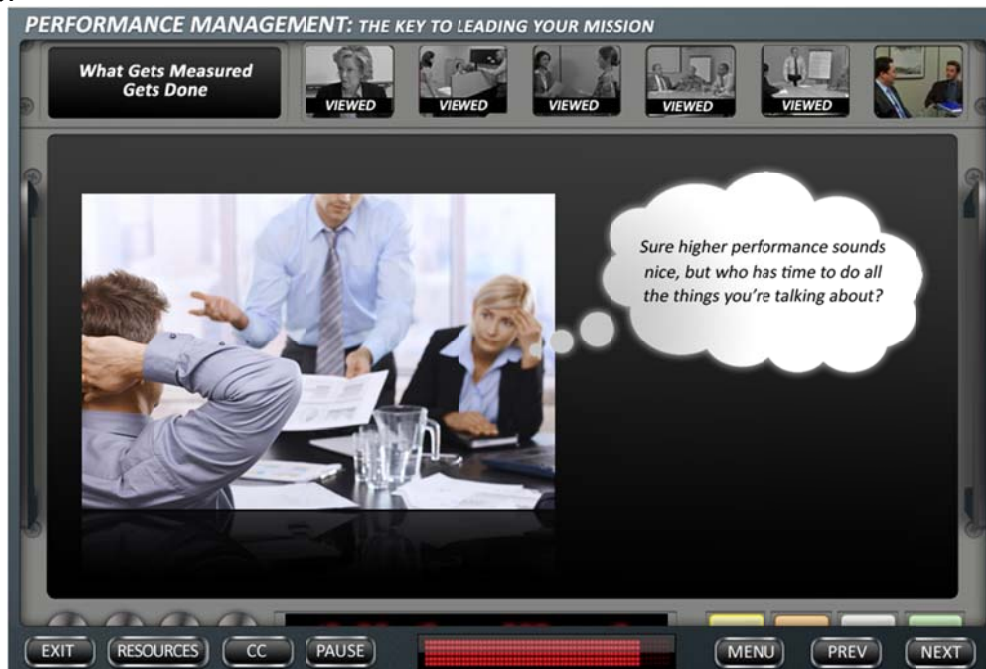 PERFORMANCE MANAGEMENT: THE KEY TO LEADING YOUR MISSION
What Gets Measured
Gets Done
VIEWED
VIEWED
VIEWED
VIEWED
VIEWED
Sure higher performance sounds
nice, but who has time to do all
the things you're talking about?
EXIT
RESOURCES
CC
PAUSE
MENU
PREV
NEXT